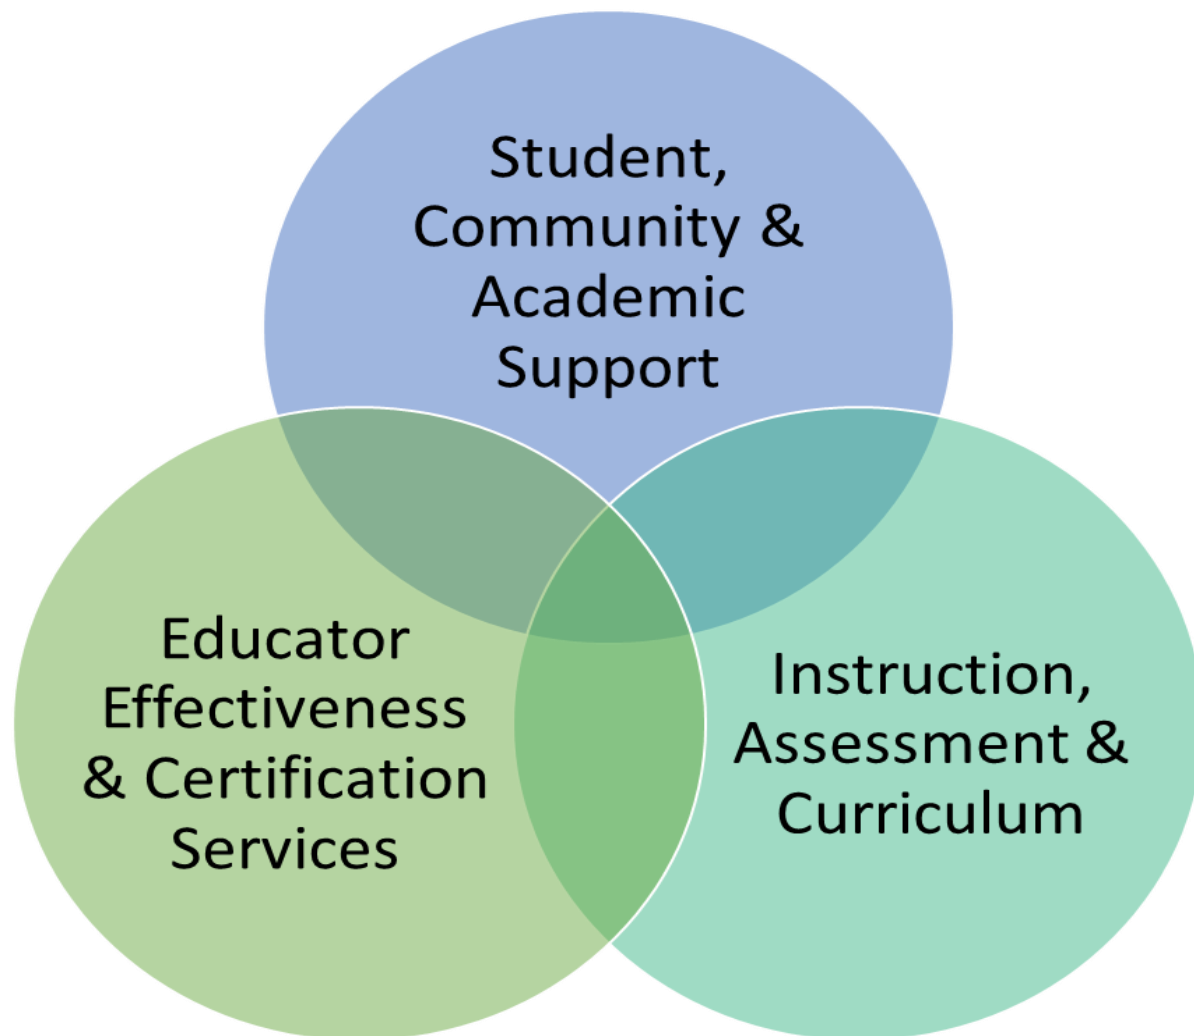 Student,
Community &
Academic
Support
Educator
Effectiveness
& Certification
Services
Instruction,
Assessment &
Curriculum